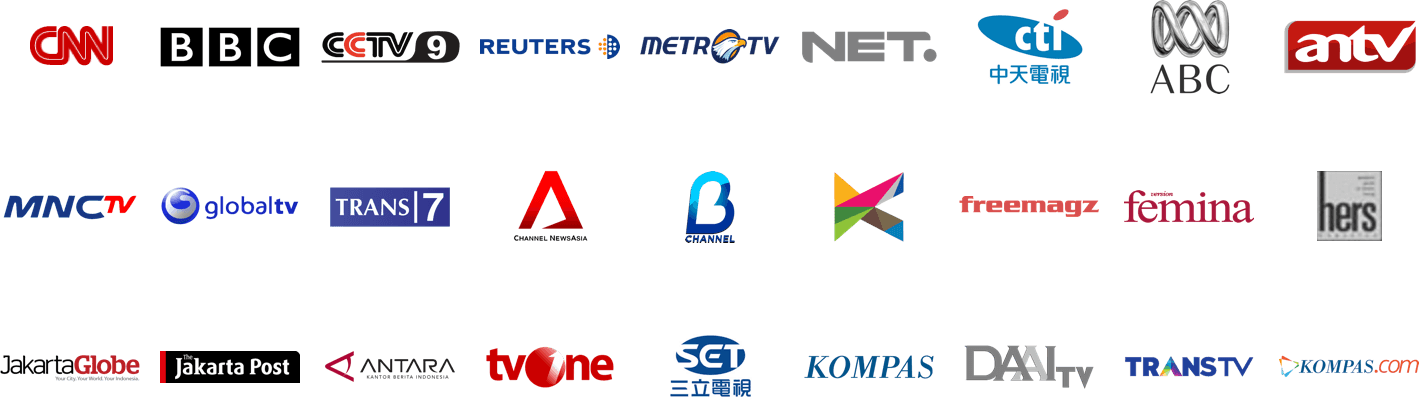 CNN
BBC
CCTV 9
REUTERS
METRO TV
NET.
cti
中天電視
ABC
antv
MNCTV
globaltv
TRANS|7
CHANNEL NEWSASIA
B
CHANNEL
freemagz
femina
hers
JakartaGlobe
Your City. Your World. Your Indonesia.
The
Jakarta Post
ANTARA
KANTOR BERITA INDONESIA
tvOne
SET
三立電視
KOMPAS
DAAI TV
TRANSTV
KOMPAS.com